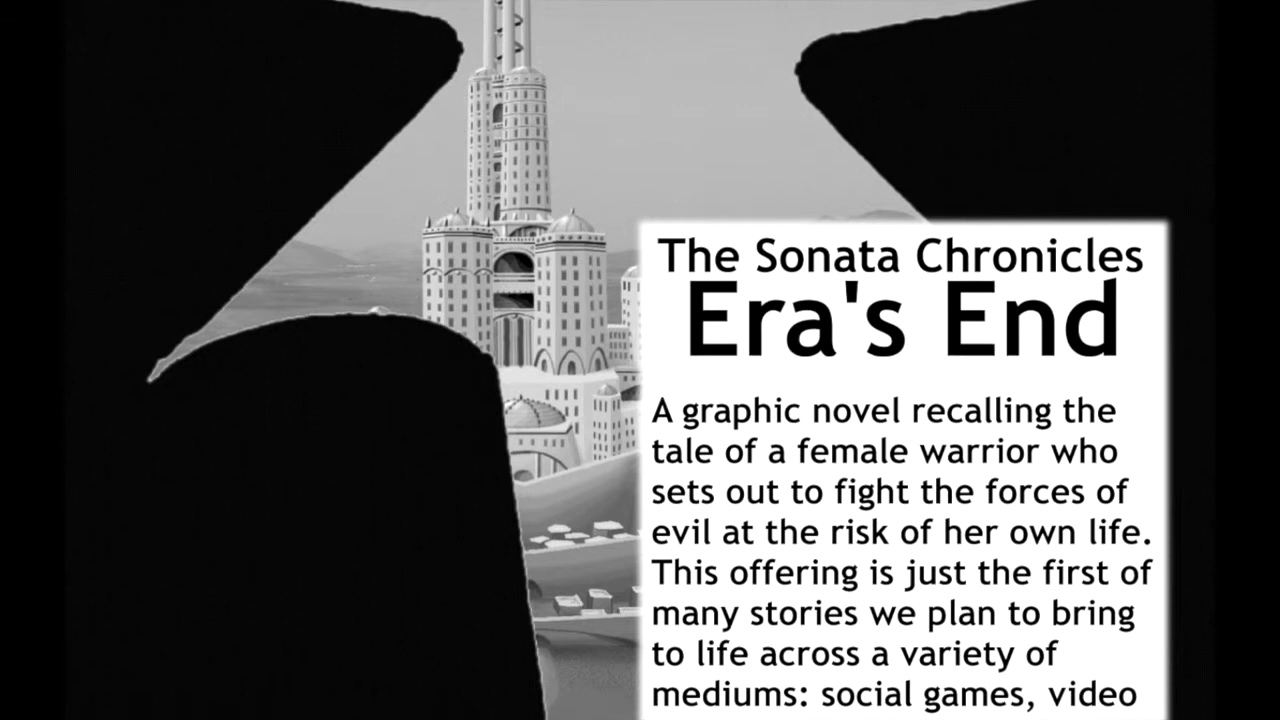 The Sonata Chronicles
Era's End
A graphic novel recalling the
tale of a female warrior who
sets out to fight the forces of
evil at the risk of her own life.
This offering is just the first of
many stories we plan to bring
to life across a variety of
mediums: social games, video